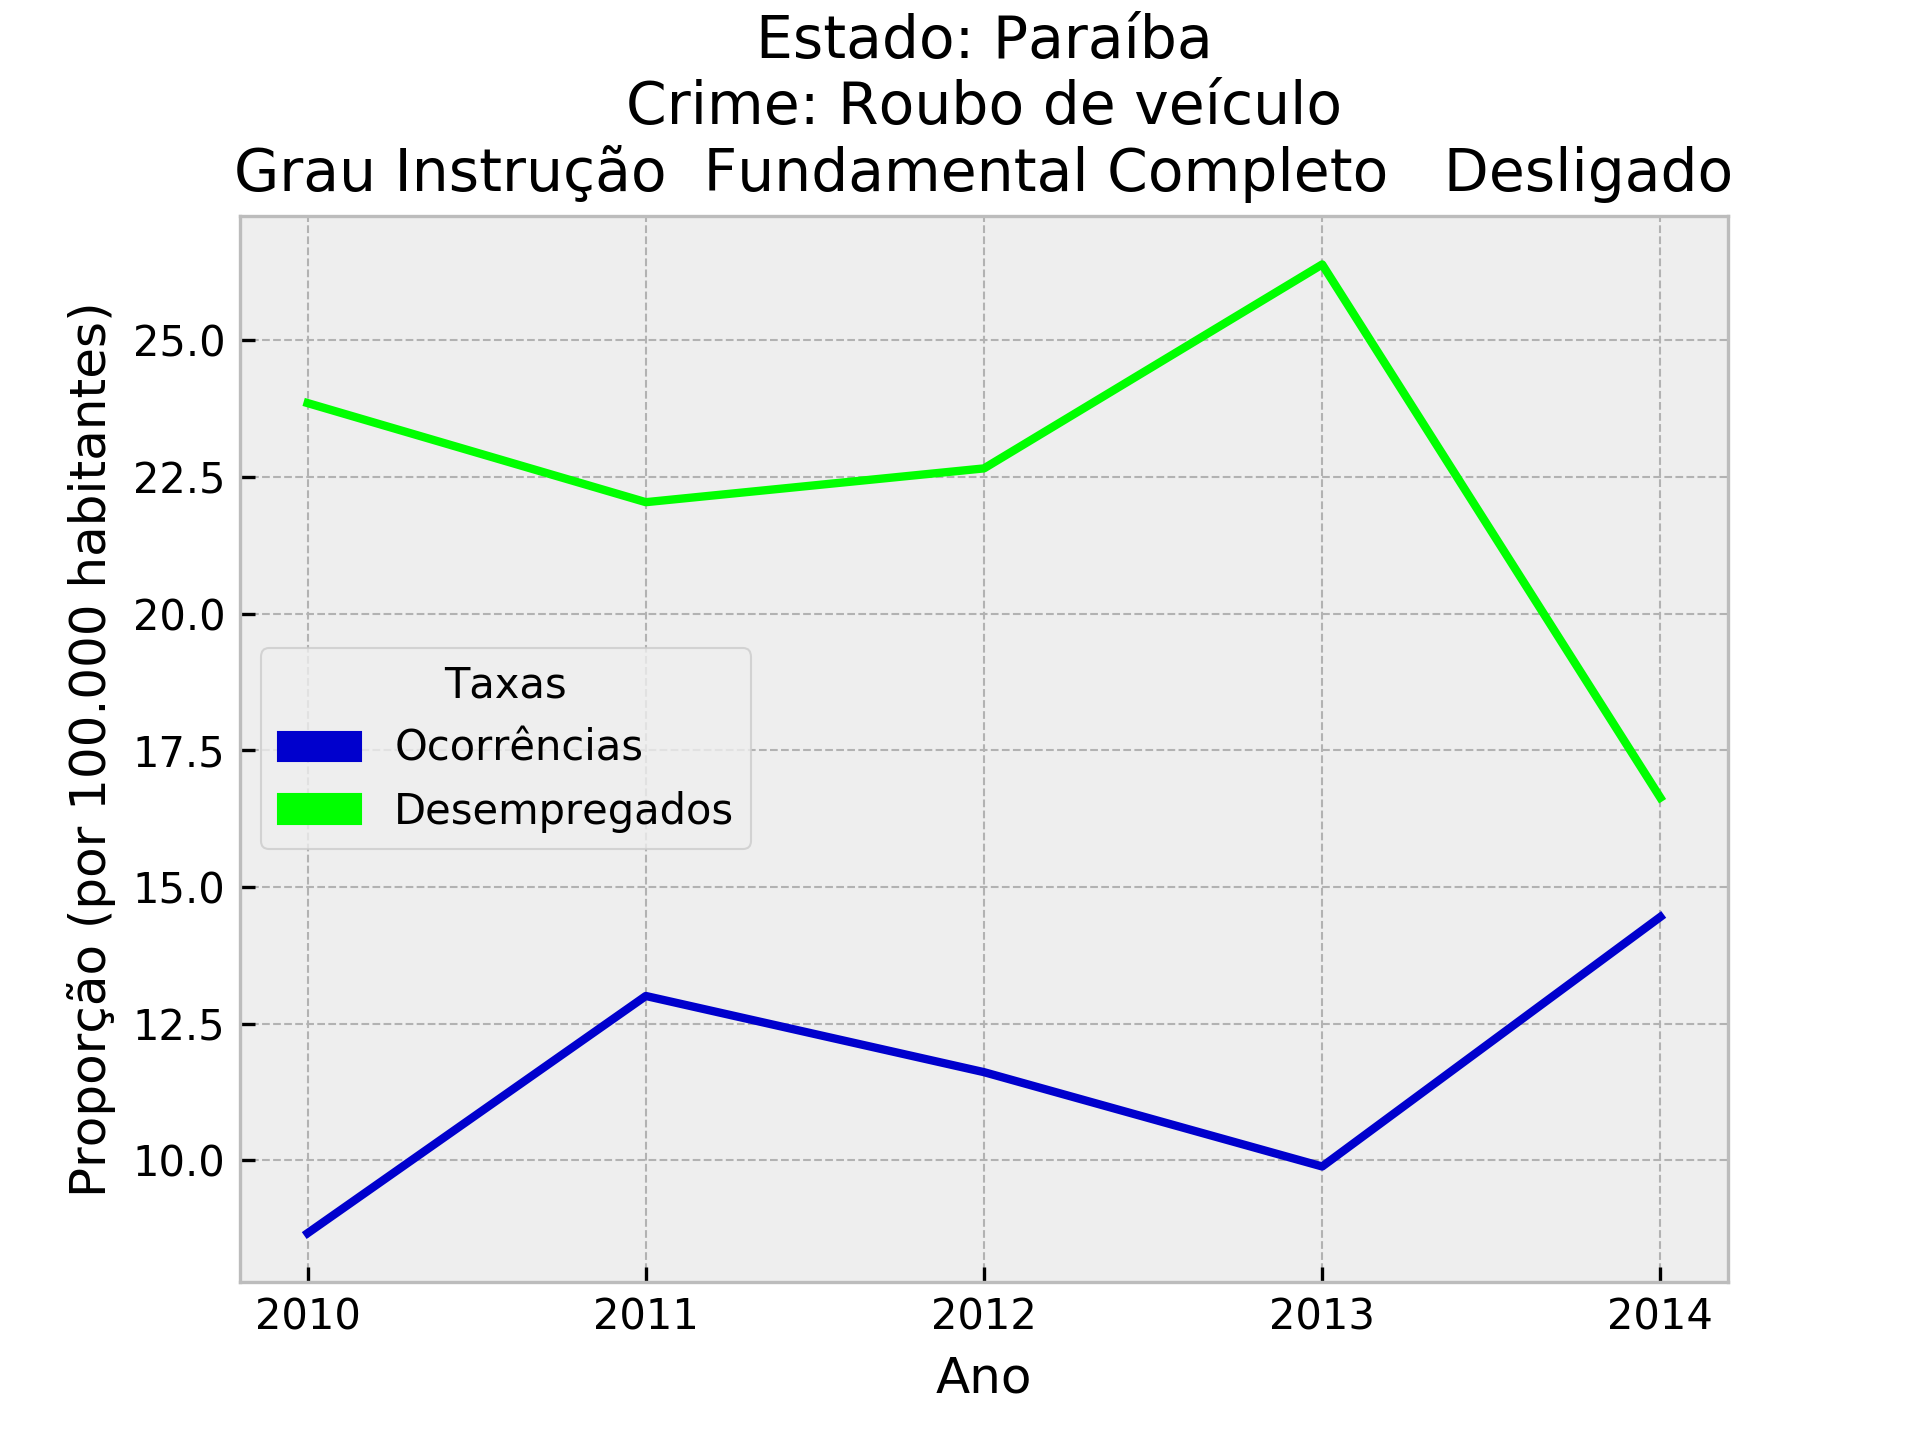 Estado: Paraíba
Crime: Roubo de veículo
Grau Instrução  Fundamental Completo   Desligado
Proporção (por 100.000 habitantes)
25.0
22.5
20.0
17.5
15.0
12.5
10.0
Taxas
Ocorrências
Desempregados
2010 2011 2012 2013 2014
Ano